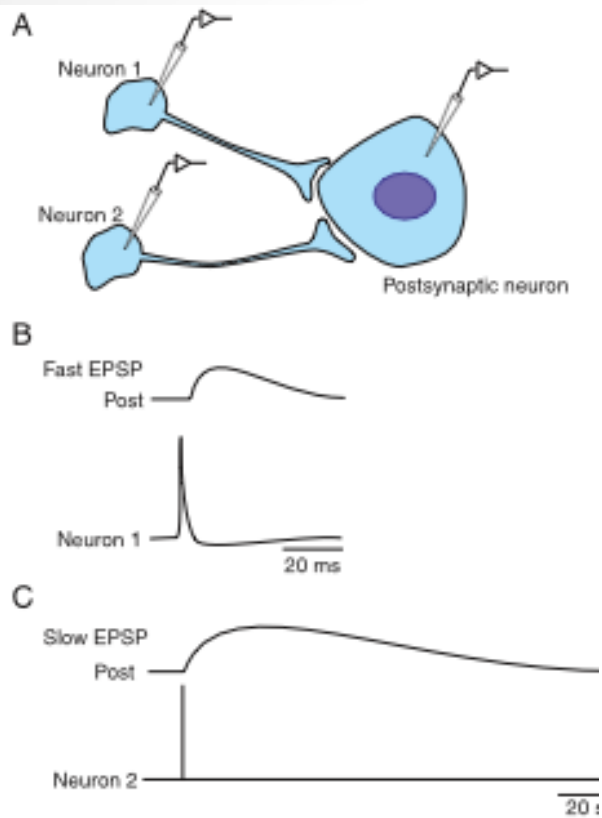 A
Neuron 1
Neuron 2
Postsynaptic neuron
B
Fast EPSP
Post
Neuron 1
20 ms
C
Slow EPSP
Post
Neuron 2
20 s